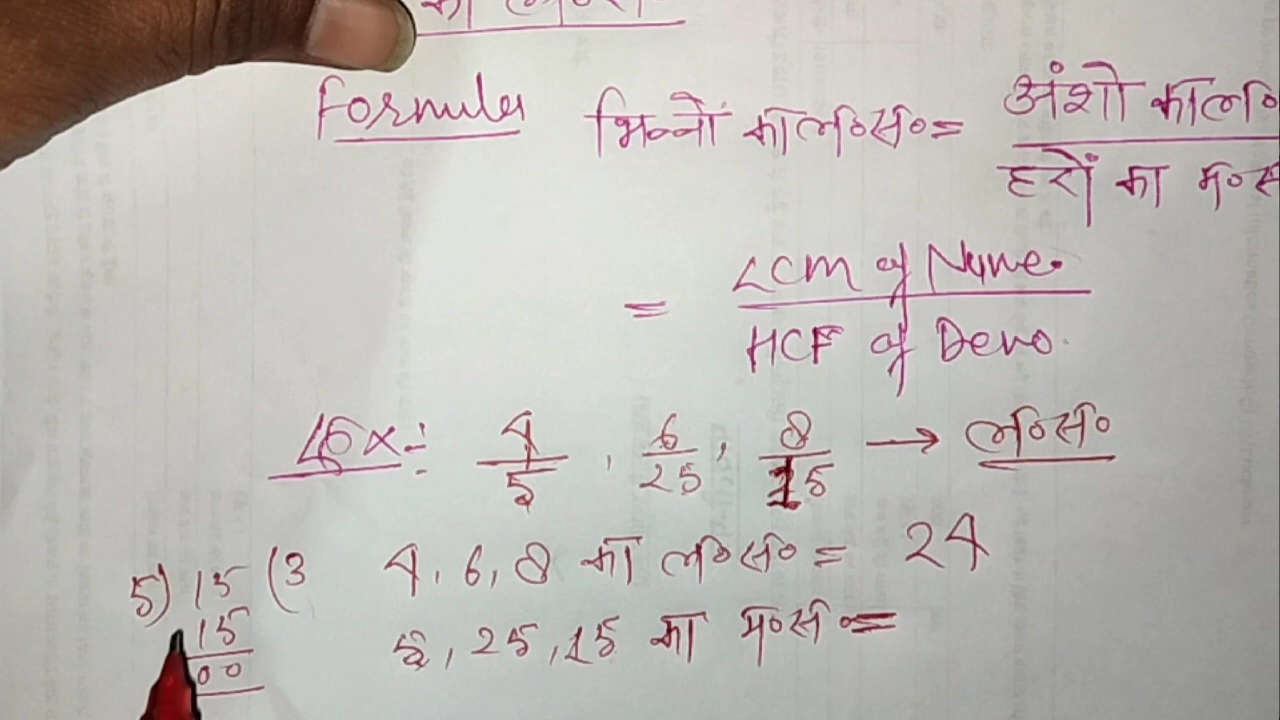 Formula भिन्नों का ल०स०= अंशो का ल०
हरों का म०स
= LCM of Nume.
HCF of Deno.
Ex÷ 4/5, 6/25, 8/15 → ल०स०
4, 6, 8 का ल०स० = 24
5, 25, 15 का म०स० =
5) 15 (3
15
00